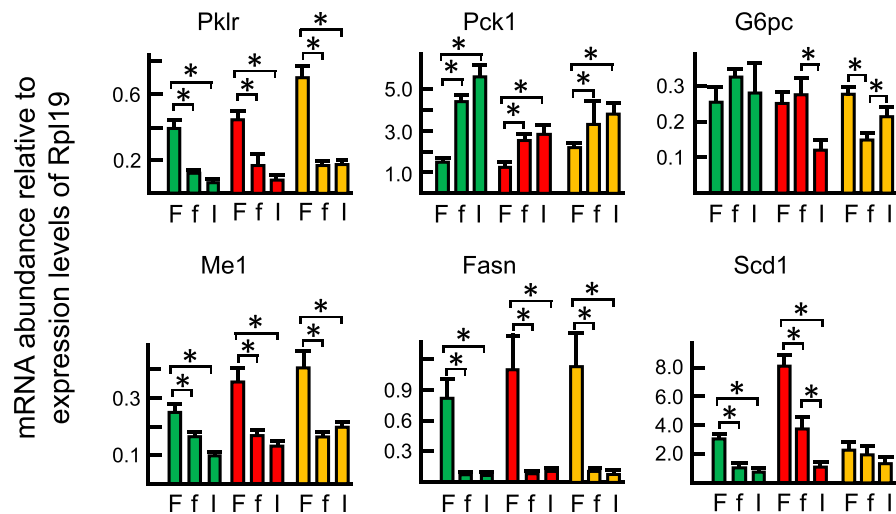 Pklr
Pck1
G6pc
mRNA abundance relative to
expression levels of Rpl19
0.6
0.2
* * * * * *
F f I F f I F f I
5.0
3.0
1.0
* * * * * *
F f I F f I F f I
0.3
0.2
0.1
* * *
F f I F f I F f I
Me1
Fasn
Scd1
0.3
0.1
* * * * * *
F f I F f I F f I
0.9
0.6
0.3
* * * * * *
F f I F f I F f I
8.0
6.0
4.0
2.0
* * * * *
F f I F f I F f I